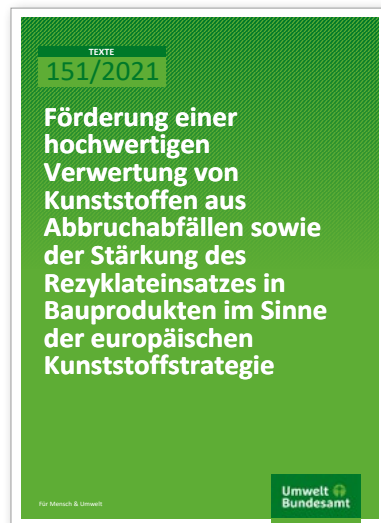 TEXTE
151/2021
Förderung einer
hochwertigen
Verwertung von
Kunststoffen aus
Abbruchabfällen sowie
der Stärkung des
Rezyklateinsatzes in
Bauprodukten im Sinne
der europäischen
Kunststoffstrategie
Für Mensch & Umwelt
Umwelt
Bundesamt